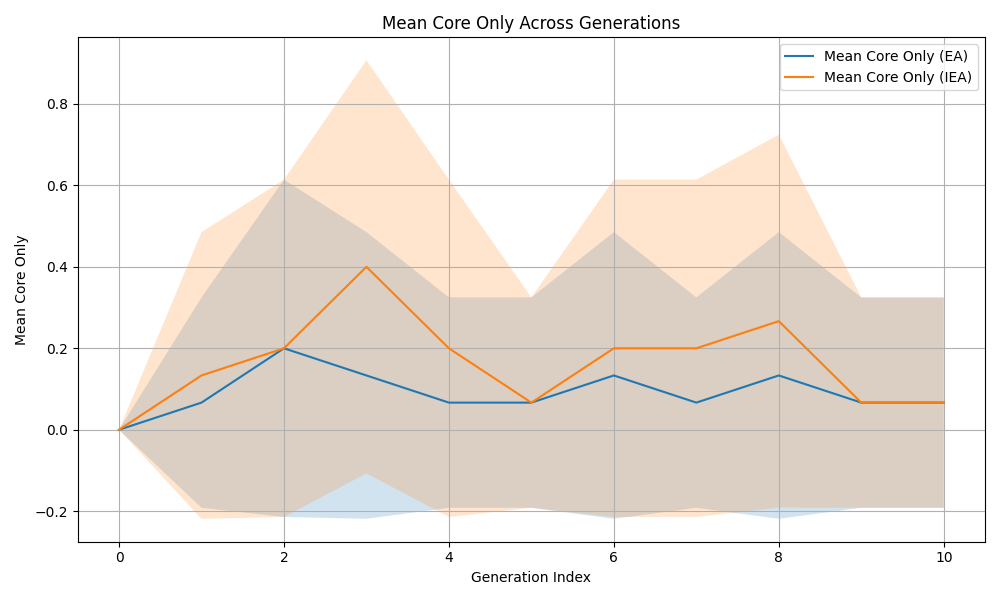 Mean Core Only Across Generations
Mean Core Only (EA)
Mean Core Only (IEA)
Mean Core Only
0.8
0.6
0.4
0.2
0.0
−0.2
0 2 4 6 8 10
Generation Index